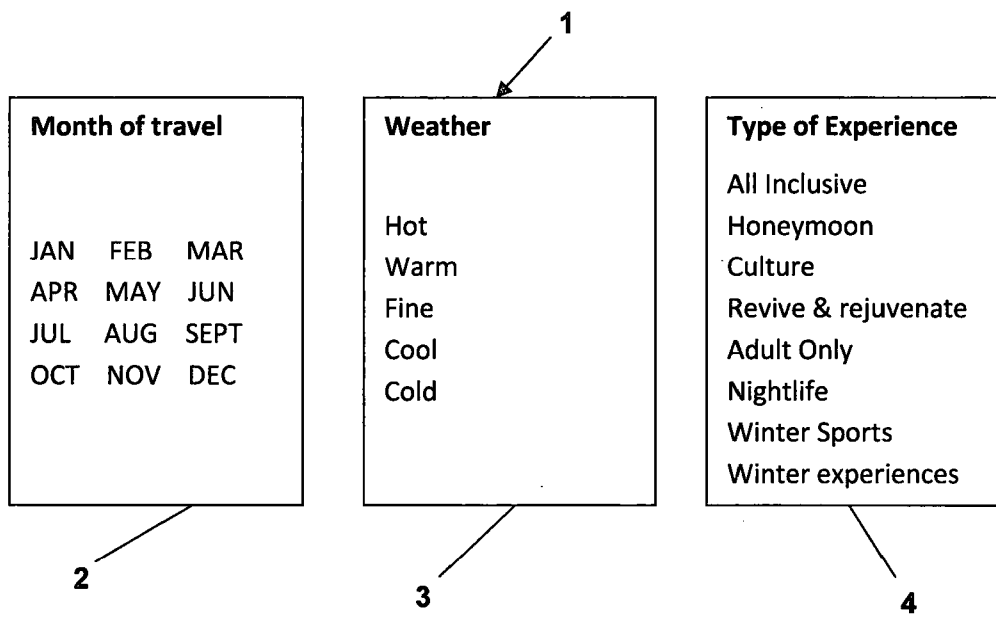 1
Month of travel
JAN FEB MAR
APR MAY JUN
JUL AUG SEPT
OCT NOV DEC
2
Weather
Hot
Warm
Fine
Cool
Cold
3
Type of Experience
All Inclusive
Honeymoon
Culture
Revive & rejuvenate
Adult Only
Nightlife
Winter Sports
Winter experiences
4